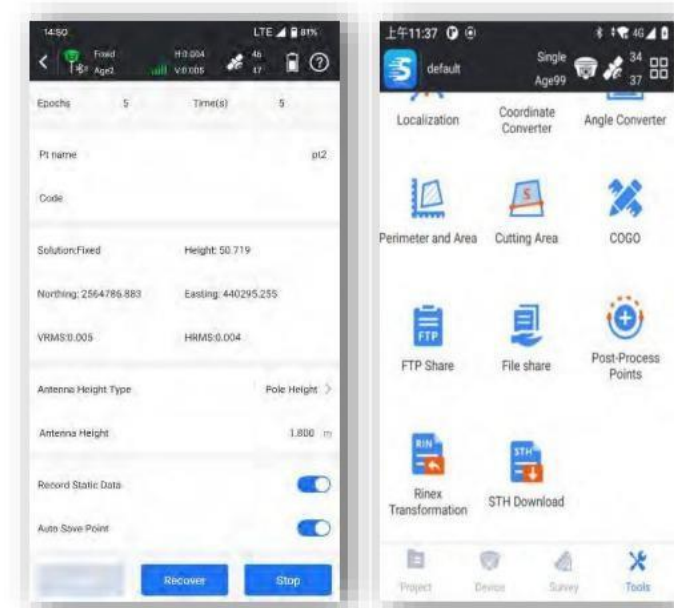 14:50 LTE 81%
Fixed H:0.004 46
Age2 V:0.005 47
Epochs 5 Time(s) 5
Pt name pt2
Code
Solution:Fixed Height: 50.719
Northing: 2564786.883 Easting: 440295.255
VRMS:0.005 HRMS:0.004
Antenna Height Type Pole Height >
Antenna Height 1.800 m
Record Static Data
Auto Save Point
Recover Stop
上午11:37 4G
default Single 34
Age99 37
Localization Coordinate Converter Angle Converter
S
Perimeter and Area Cutting Area COGO
FTP
FTP Share File share Post-Process Points
RIN STH
Rinex Transformation STH Download
Project Device Survey Tools